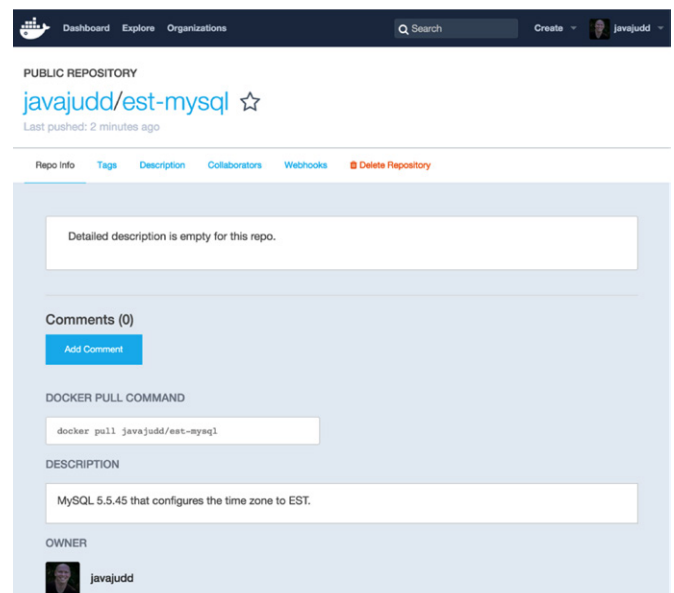 Dashboard Explore Organizations Search Create javajudd
PUBLIC REPOSITORY
javajudd/est-mysql
Last pushed: 2 minutes ago
Repo Info Tags Description Collaborators Webhooks Delete Repository
Detailed description is empty for this repo.
Comments (0)
Add Comment
DOCKER PULL COMMAND
docker pull javajudd/est-mysql
DESCRIPTION
MySQL 5.5.45 that configures the time zone to EST.
OWNER
javajudd